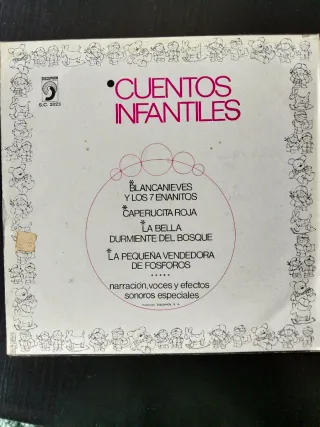 S.C. 2023
CUENTOS
INFANTILES
*BLANCANIEVES
Y LOS 7 ENANITOS
*CAPERUCITA ROJA
*LA BELLA
DURMIENTE DEL BOSQUE
*LA PEQUEÑA VENDEDORA
DE FOSFOROS
*****
narración, voces y efectos
sonoros especiales